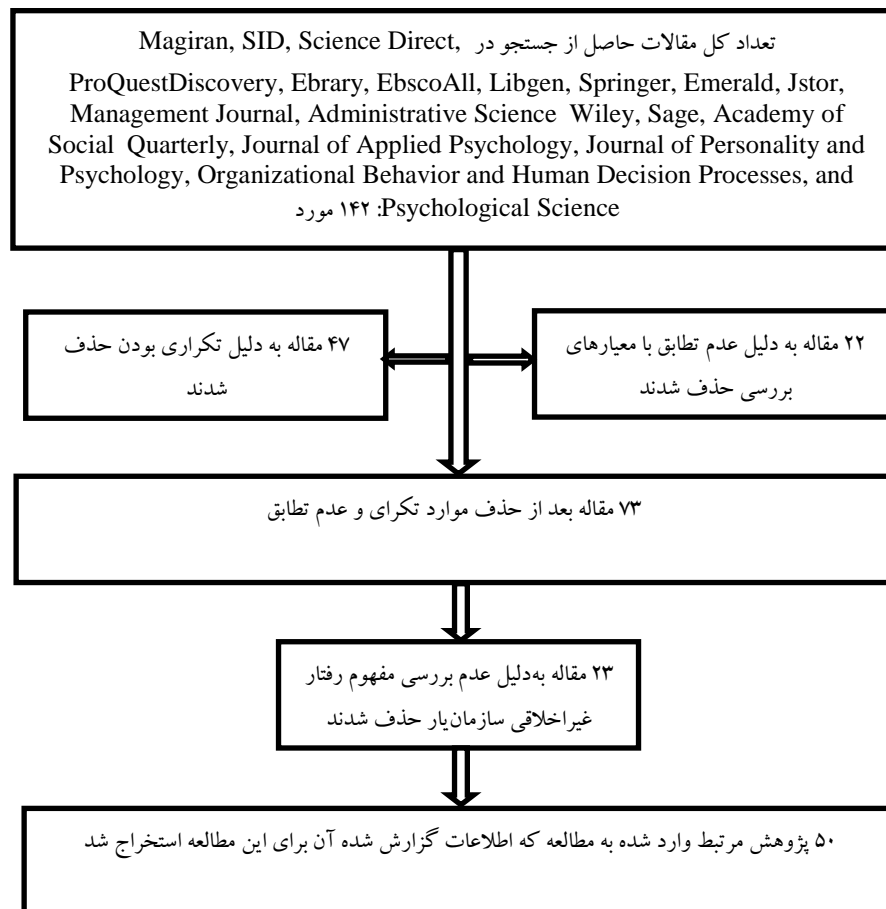 تعداد کل مقالات حاصل از جستجو در Magiran, SID, Science Direct,
ProQuestDiscovery, Ebrary, EbscoAll, Libgen, Springer, Emerald, Jstor,
Management Journal, Administrative Science Wiley, Sage, Academy of
Social Quarterly, Journal of Applied Psychology, Journal of Personality and
Psychology, Organizational Behavior and Human Decision Processes, and
Psychological Science: ۱۴۲ مورد
۲۲ مقاله به دلیل عدم تطابق با معیارهای
بررسی حذف شدند
۴۷ مقاله به دلیل تکراری بودن حذف
شدند
۷۳ مقاله بعد از حذف موارد تکرای و عدم تطابق
۲۳ مقاله به‌دلیل عدم بررسی مفهوم رفتار
غیراخلاقی سازمان‌یار حذف شدند
۵۰ پژوهش مرتبط وارد شده به مطالعه که اطلاعات گزارش شده آن برای این مطالعه استخراج شد